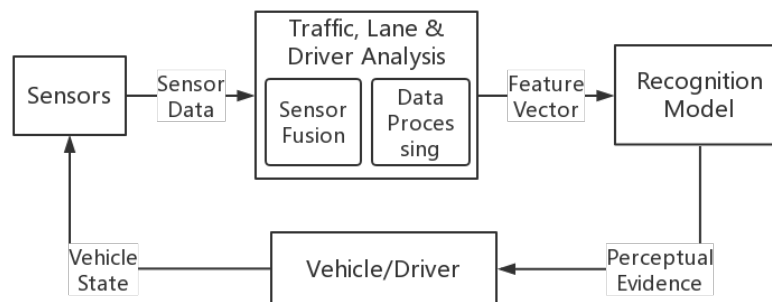 Traffic, Lane &
Driver Analysis
Sensors
Sensor
Data
Sensor
Fusion
Data
Proces
sing
Feature
Vector
Recognition
Model
Vehicle
State
Vehicle/Driver
Perceptual
Evidence